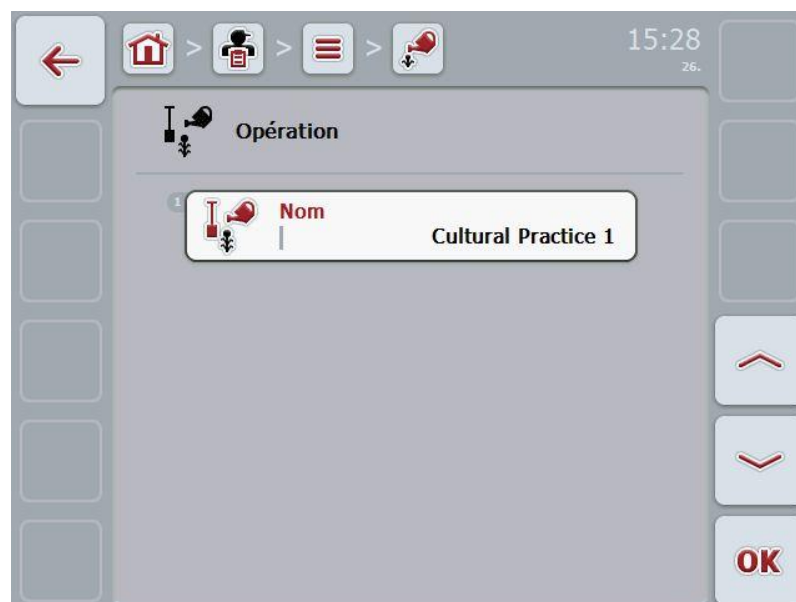 > > >
15:28
26.
Opération
1
Nom
Cultural Practice 1
OK